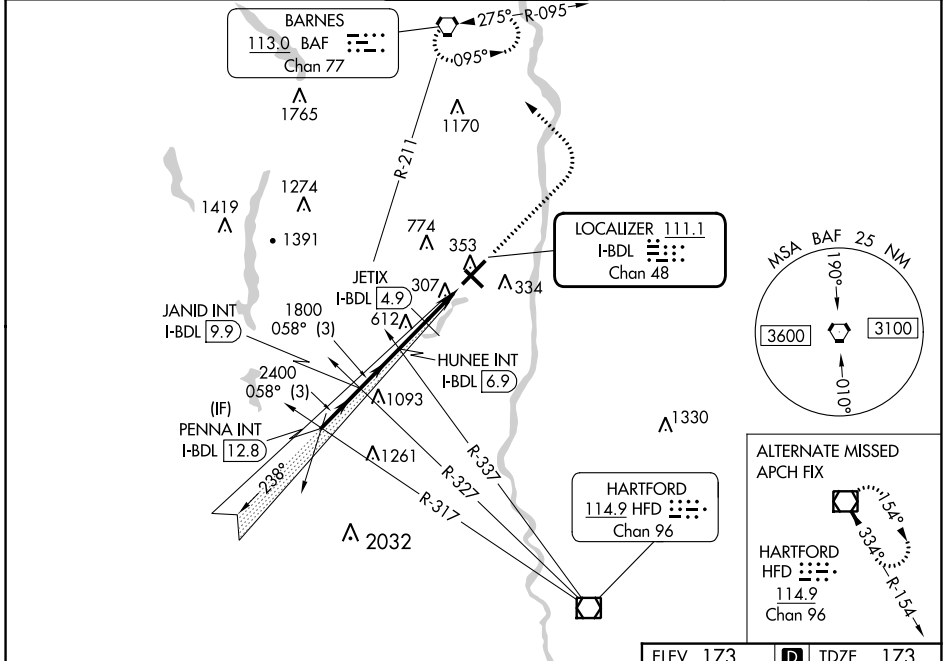 BARNES
113.0 BAF
Chan 77
275°
R-095
095°
1765
1170
R-211
1274
1419
1391
774
353
LOCALIZER 111.1
I-BDL
Chan 48
JETIX
I-BDL 4.9
307
334
JANID INT
I-BDL 9.9
1800
058° (3)
612
HUNEE INT
I-BDL 6.9
2400
058° (3)
1093
(IF)
PENNA INT
I-BDL 12.8
1261
1330
238°
R-337
R-327
R-317
2032
HARTFORD
114.9 HFD
Chan 96
MSA BAF 25 NM
190°
3600
3100
010°
ALTERNATE MISSED
APCH FIX
154°
334°
R-154
HARTFORD
HFD
114.9
Chan 96
ELEV 173
D
TDZE 173